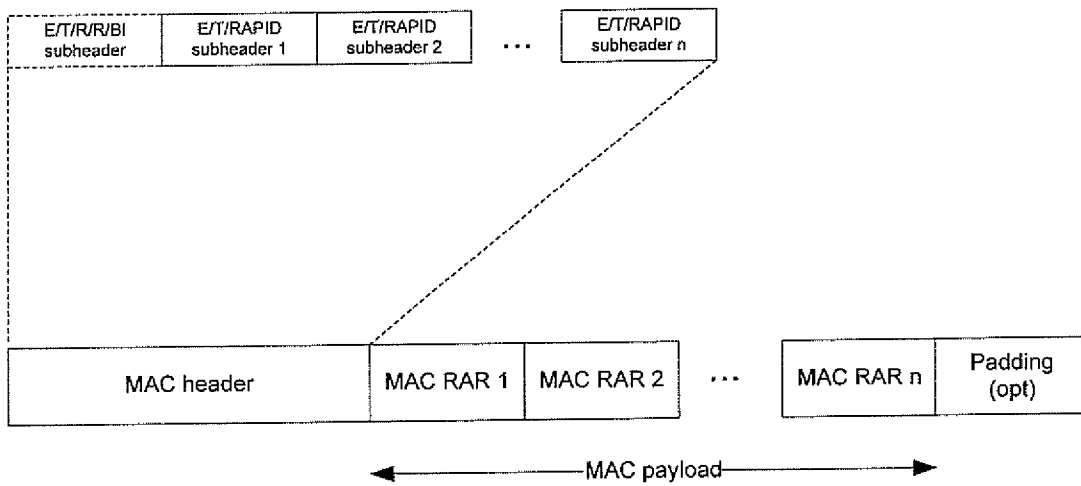 E/T/R/R/BI
subheader
E/T/RAPID
subheader 1
E/T/RAPID
subheader 2
...
E/T/RAPID
subheader n
MAC header
MAC RAR 1
MAC RAR 2
...
MAC RAR n
Padding
(opt)
MAC payload